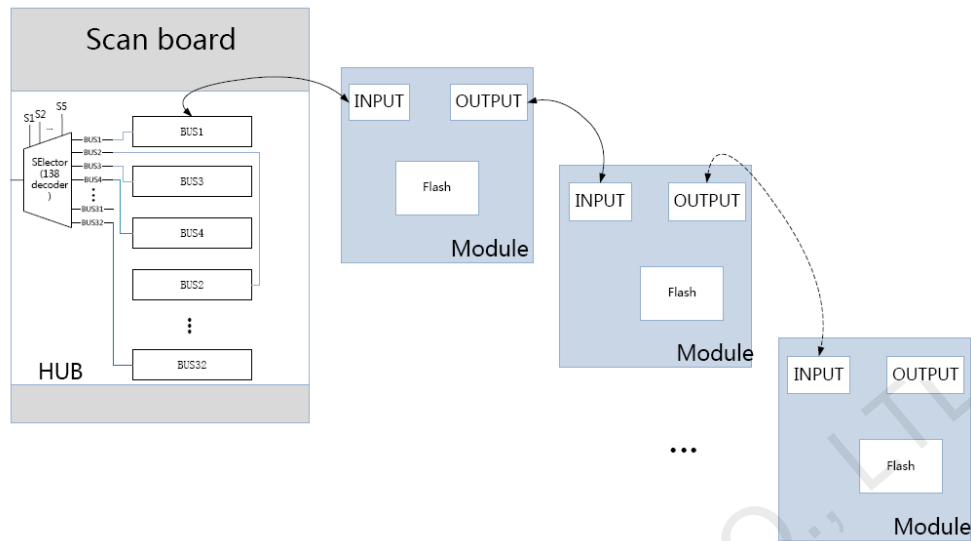 Scan board
S1
S2
...
S5
SElector
(138
decoder
)
BUS1
BUS2
BUS3
BUS4
BUS31
BUS32
BUS1
BUS3
BUS4
BUS2
BUS32
HUB
INPUT
OUTPUT
Flash
Module
INPUT
OUTPUT
Flash
Module
INPUT
OUTPUT
Flash
Module
...
O., LTD